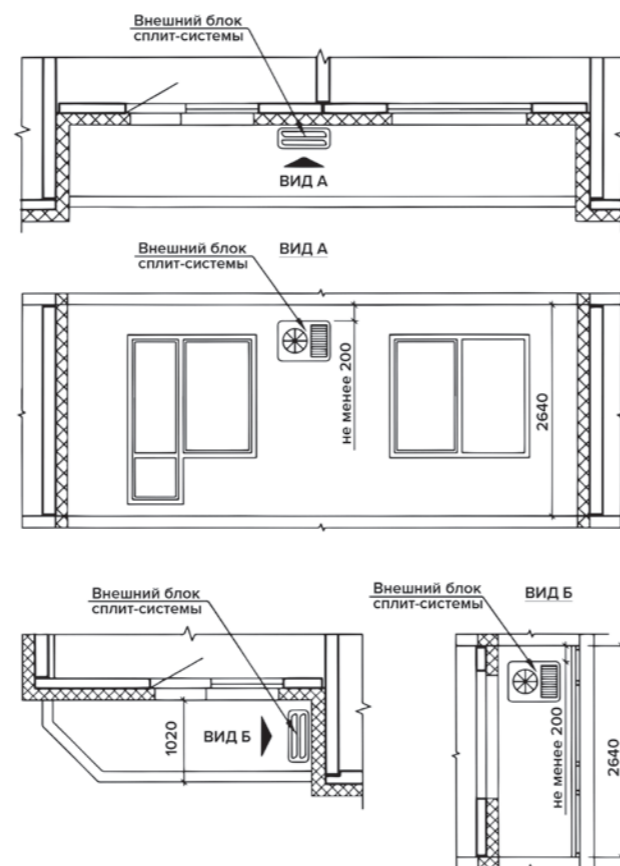 Внешний блок
сплит-системы
ВИД А
Внешний блок
сплит-системы
ВИД А
не менее 200
2640
Внешний блок
сплит-системы
1020
ВИД Б
Внешний блок
сплит-системы
ВИД Б
не менее 200
2640